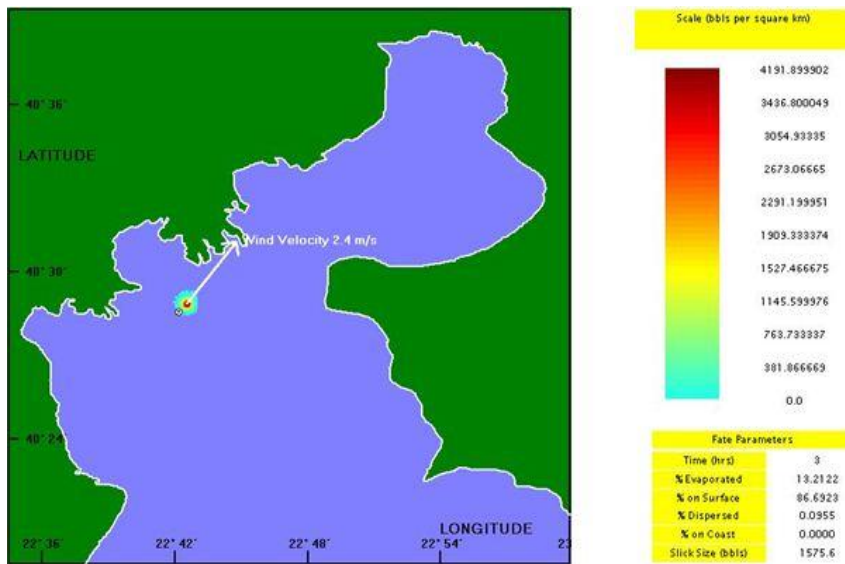 Scale (bbls per square km)
4191.899902
3436.800049
3054.93335
2673.06665
2291.199951
1909.333374
1527.466675
1145.599976
763.733337
381.866669
0.0
40° 36'
LATITUDE
Wind Velocity 2.4 m/s
40° 30'
40° 24'
LONGITUDE
22° 36'
22° 42'
22° 48'
22° 54'
23
Fate Parameters
Time (hrs) 3
% Evaporated 13.2122
% on Surface 86.6923
% Dispersed 0.0955
% on Coast 0.0000
Slick Size (bbls) 1575.6